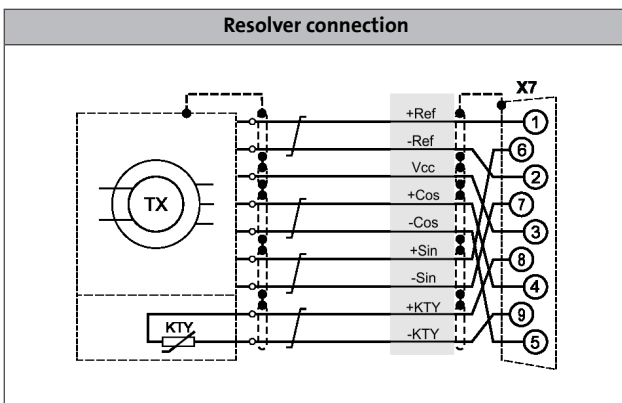 Resolver connection
X7
+Ref
1
-Ref
6
Vcc
2
TX
+Cos
7
-Cos
3
+Sin
8
-Sin
4
+KTY
9
KTY
-KTY
5